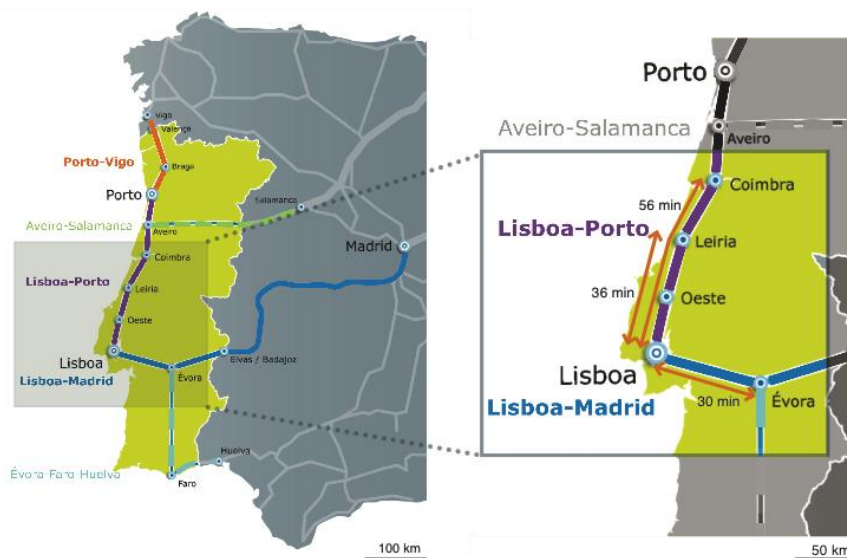 Vigo
Valença
Porto-Vigo
Braga
Porto
Salamanca
Aveiro-Salamanca
Aveiro
Madrid
Coimbra
Lisboa-Porto
Leiria
Oeste
Lisboa
Elvas / Badajoz
Lisboa-Madrid
Évora
Évora-Faro-Huelva
Huelva
Faro
100 km
Porto
Aveiro-Salamanca
Aveiro
Coimbra
56 min
Lisboa-Porto
Leiria
36 min
Oeste
Lisboa
Lisboa-Madrid
30 min
Évora
50 km